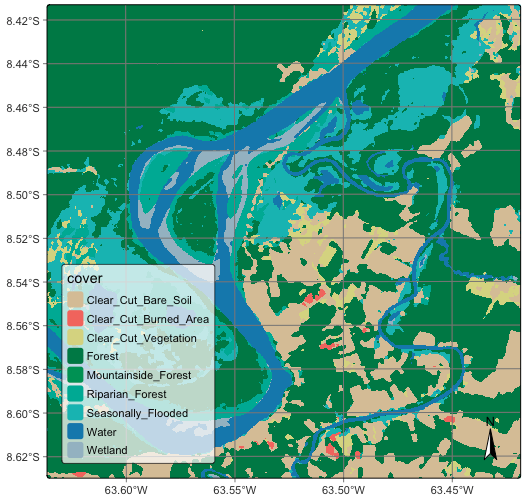 8.42°S
8.44°S
8.46°S
8.48°S
8.50°S
8.52°S
8.54°S
8.56°S
8.58°S
8.60°S
8.62°S
cover
Clear_Cut_Bare_Soil
Clear_Cut_Burned_Area
Clear_Cut_Vegetation
Forest
Mountainside_Forest
Riparian_Forest
Seasonally_Flooded
Water
Wetland
N
63.60°W
63.55°W
63.50°W
63.45°W